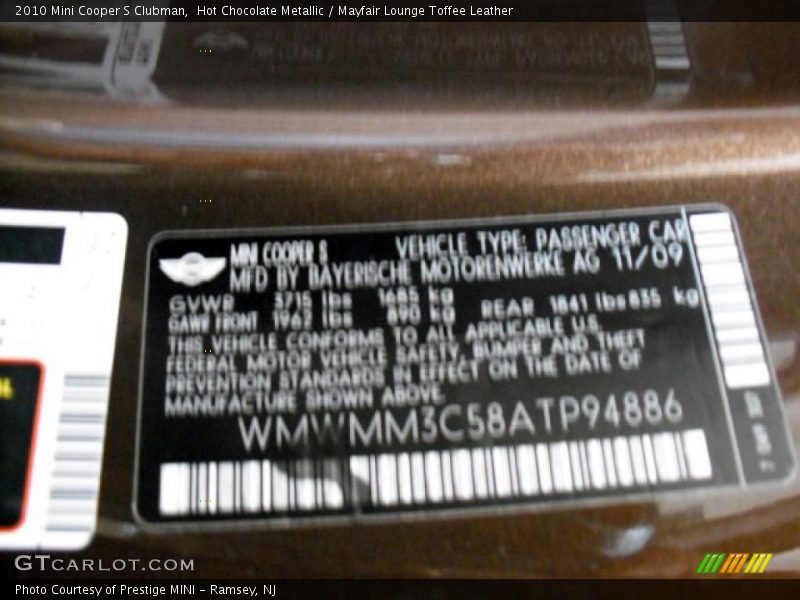 2010 Mini Cooper S Clubman,  Hot Chocolate Metallic / Mayfair Lounge Toffee Leather
MINI COOPER S VEHICLE TYPE: PASSENGER CAR
MFD BY BAYERISCHE MOTORENWERKE AG 11/09
GVWR 3715 lbs 1685 kg
GAWR FRONT 1962 lbs 890 kg REAR 1841 lbs 835 kg
THIS VEHICLE CONFORMS TO ALL APPLICABLE U.S.
FEDERAL MOTOR VEHICLE SAFETY, BUMPER AND THEFT
PREVENTION STANDARDS IN EFFECT ON THE DATE OF
MANUFACTURE SHOWN ABOVE.
WMWMM3C58ATP94886
GTCARLOT.COM
Photo Courtesy of Prestige MINI – Ramsey, NJ